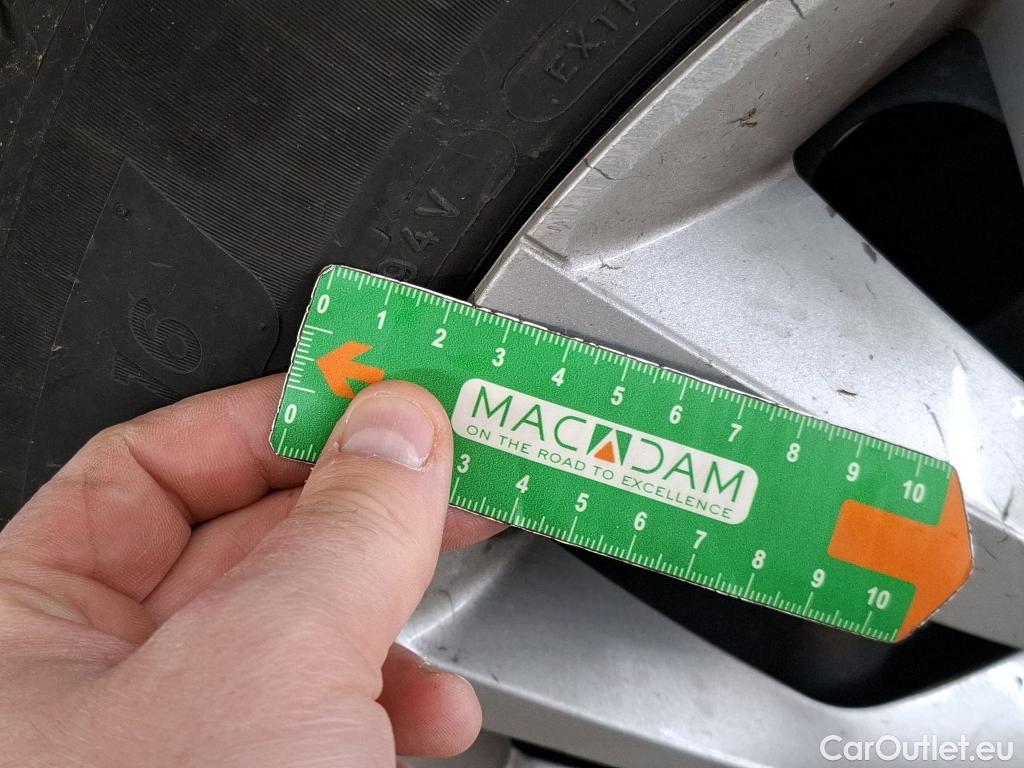 EXTR
94V
16
0 1 2 3 4 5 6 7 8 9 10
MACADAM
ON THE ROAD TO EXCELLENCE
0 3 4 5 6 7 8 9 10
CarOutlet.eu